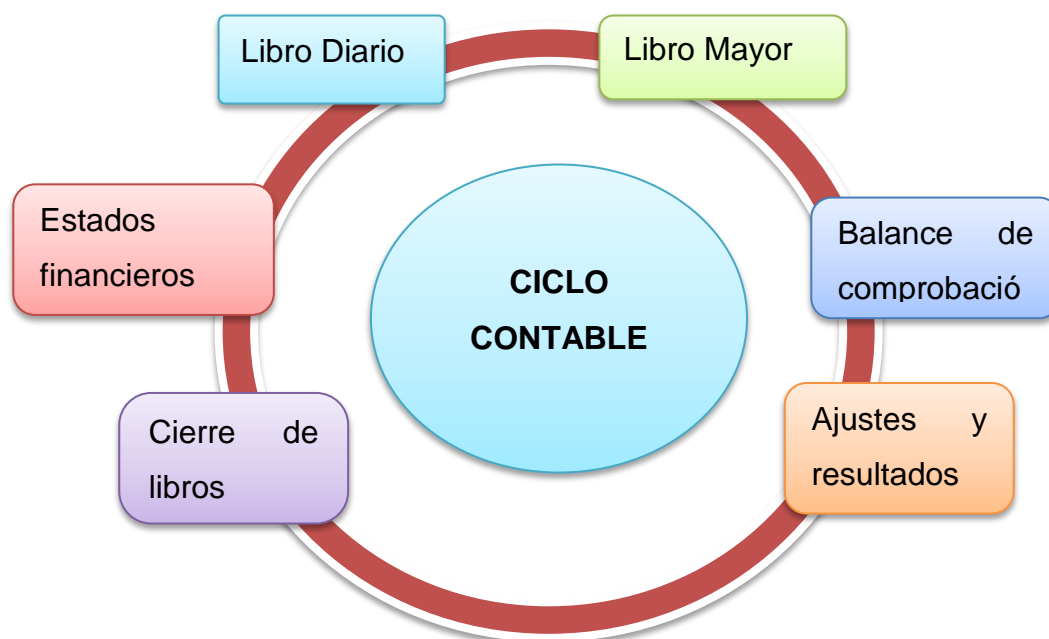 Libro Diario
Libro Mayor
Estados
financieros
Balance de
comprobació
CICLO
CONTABLE
Cierre de
libros
Ajustes y
resultados